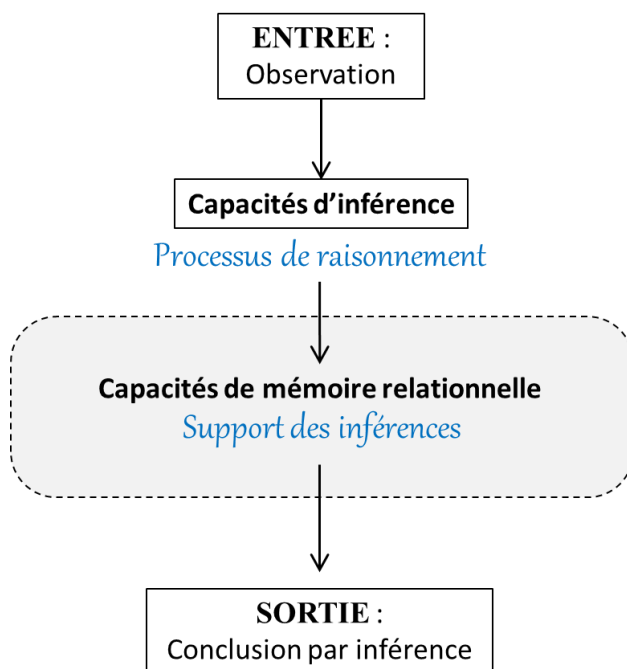 ENTREE :
Observation
Capacités d'inférence
Processus de raisonnement
Capacités de mémoire relationnelle
Support des inférences
SORTIE :
Conclusion par inférence